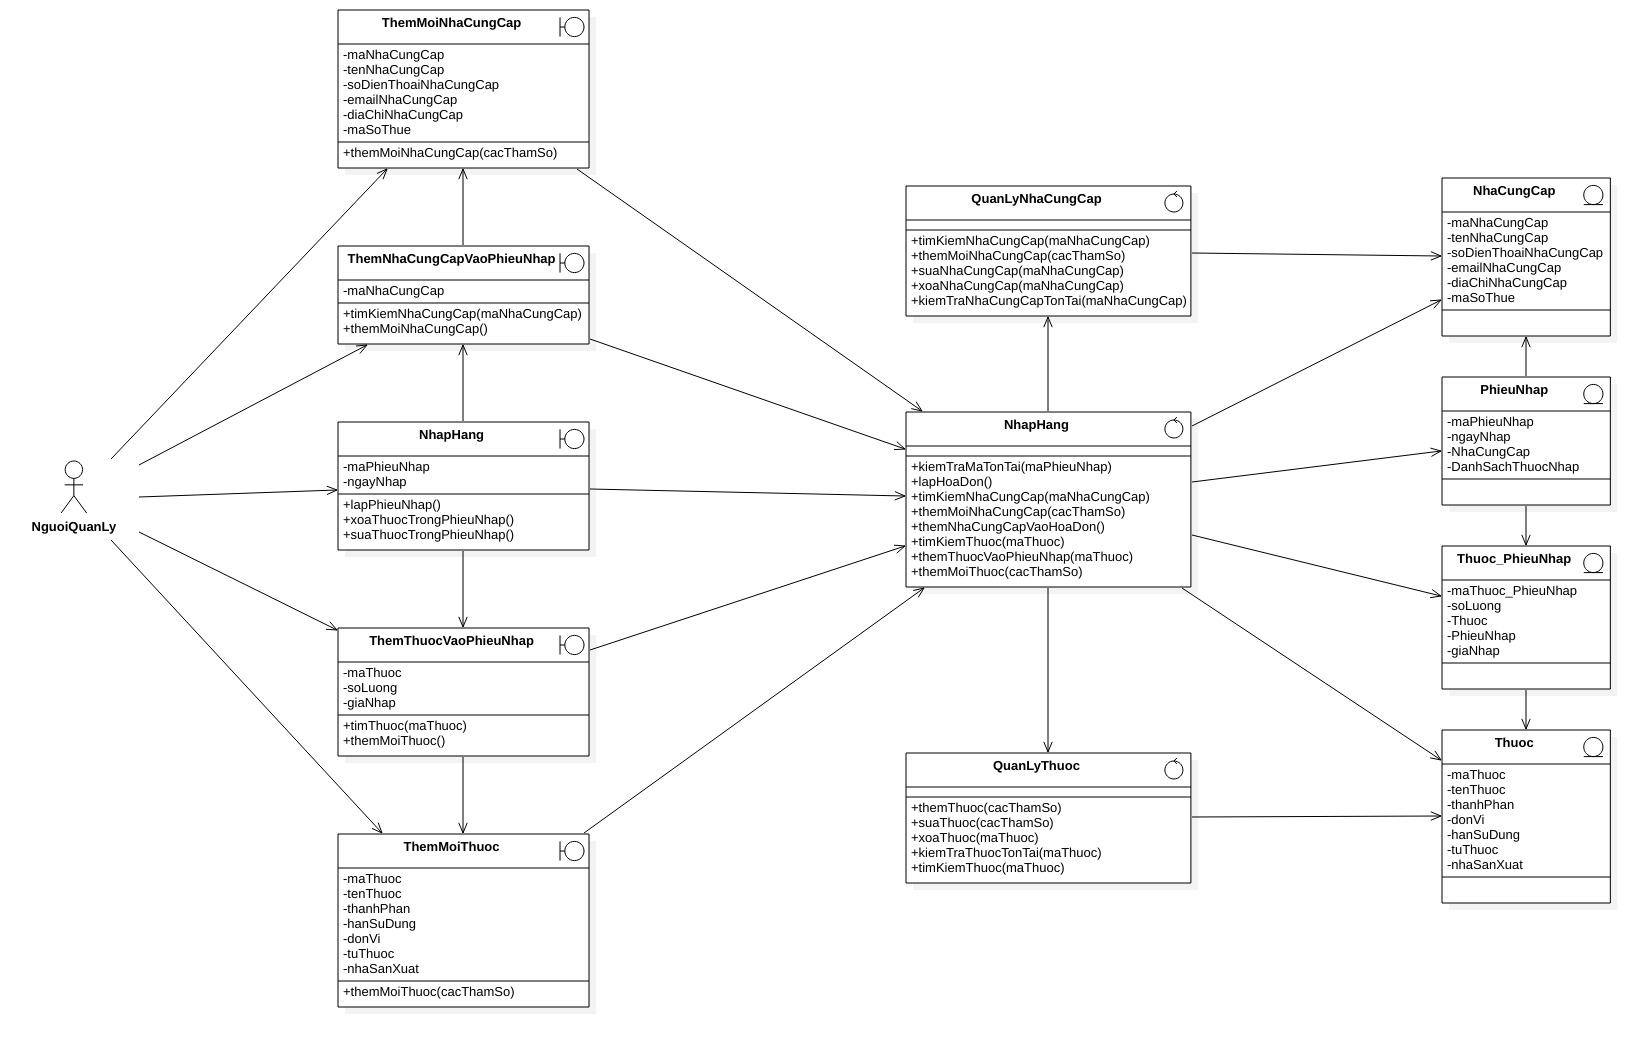 ThemMoiNhaCungCap
-maNhaCungCap
-tenNhaCungCap
-soDienThoaiNhaCungCap
-emailNhaCungCap
-diaChiNhaCungCap
-maSoThue
+themMoiNhaCungCap(cacThamSo)
ThemNhaCungCapVaoPhieuNhap
-maNhaCungCap
+timKiemNhaCungCap(maNhaCungCap)
+themMoiNhaCungCap()
NguoiQuanLy
NhapHang
-maPhieuNhap
-ngayNhap
+lapPhieuNhap()
+xoaThuocTrongPhieuNhap()
+suaThuocTrongPhieuNhap()
ThemThuocVaoPhieuNhap
-maThuoc
-soLuong
-giaNhap
+timThuoc(maThuoc)
+themMoiThuoc()
ThemMoiThuoc
-maThuoc
-tenThuoc
-thanhPhan
-hanSuDung
-donVi
-tuThuoc
-nhaSanXuat
+themMoiThuoc(cacThamSo)
QuanLyNhaCungCap
+timKiemNhaCungCap(maNhaCungCap)
+themMoiNhaCungCap(cacThamSo)
+suaNhaCungCap(maNhaCungCap)
+xoaNhaCungCap(maNhaCungCap)
+kiemTraNhaCungCapTonTai(maNhaCungCap)
NhapHang
+kiemTraMaTonTai(maPhieuNhap)
+lapHoaDon()
+timKiemNhaCungCap(maNhaCungCap)
+themMoiNhaCungCap(cacThamSo)
+themNhaCungCapVaoHoaDon()
+timKiemThuoc(maThuoc)
+themThuocVaoPhieuNhap(maThuoc)
+themMoiThuoc(cacThamSo)
QuanLyThuoc
+themThuoc(cacThamSo)
+suaThuoc(cacThamSo)
+xoaThuoc(maThuoc)
+kiemTraThuocTonTai(maThuoc)
+timKiemThuoc(maThuoc)
NhaCungCap
-maNhaCungCap
-tenNhaCungCap
-soDienThoaiNhaCungCap
-emailNhaCungCap
-diaChiNhaCungCap
-maSoThue
PhieuNhap
-maPhieuNhap
-ngayNhap
-NhaCungCap
-DanhSachThuocNhap
Thuoc_PhieuNhap
-maThuoc_PhieuNhap
-soLuong
-Thuoc
-PhieuNhap
-giaNhap
Thuoc
-maThuoc
-tenThuoc
-thanhPhan
-donVi
-hanSuDung
-tuThuoc
-nhaSanXuat